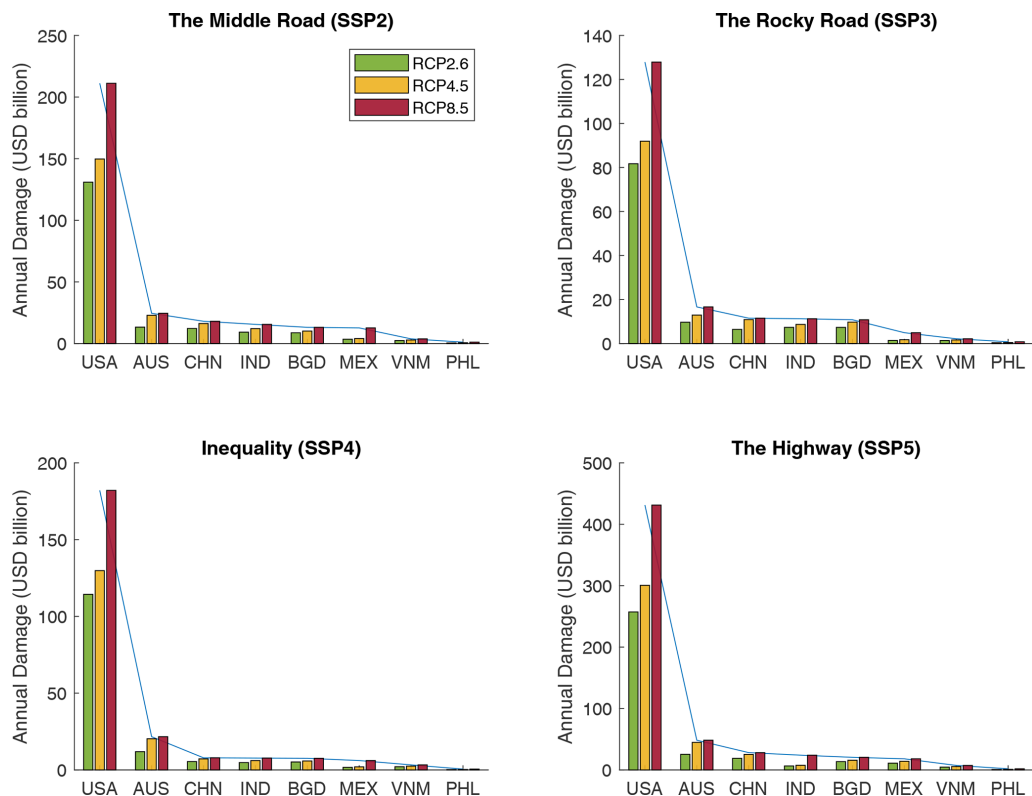 The Middle Road (SSP2)
Annual Damage (USD billion)
250
200
150
100
50
0
RCP2.6
RCP4.5
RCP8.5
USA AUS CHN IND BGD MEX VNM PHL
The Rocky Road (SSP3)
Annual Damage (USD billion)
140
120
100
80
60
40
20
0
USA AUS CHN IND BGD MEX VNM PHL
Inequality (SSP4)
Annual Damage (USD billion)
200
150
100
50
0
USA AUS CHN IND BGD MEX VNM PHL
The Highway (SSP5)
Annual Damage (USD billion)
500
400
300
200
100
0
USA AUS CHN IND BGD MEX VNM PHL